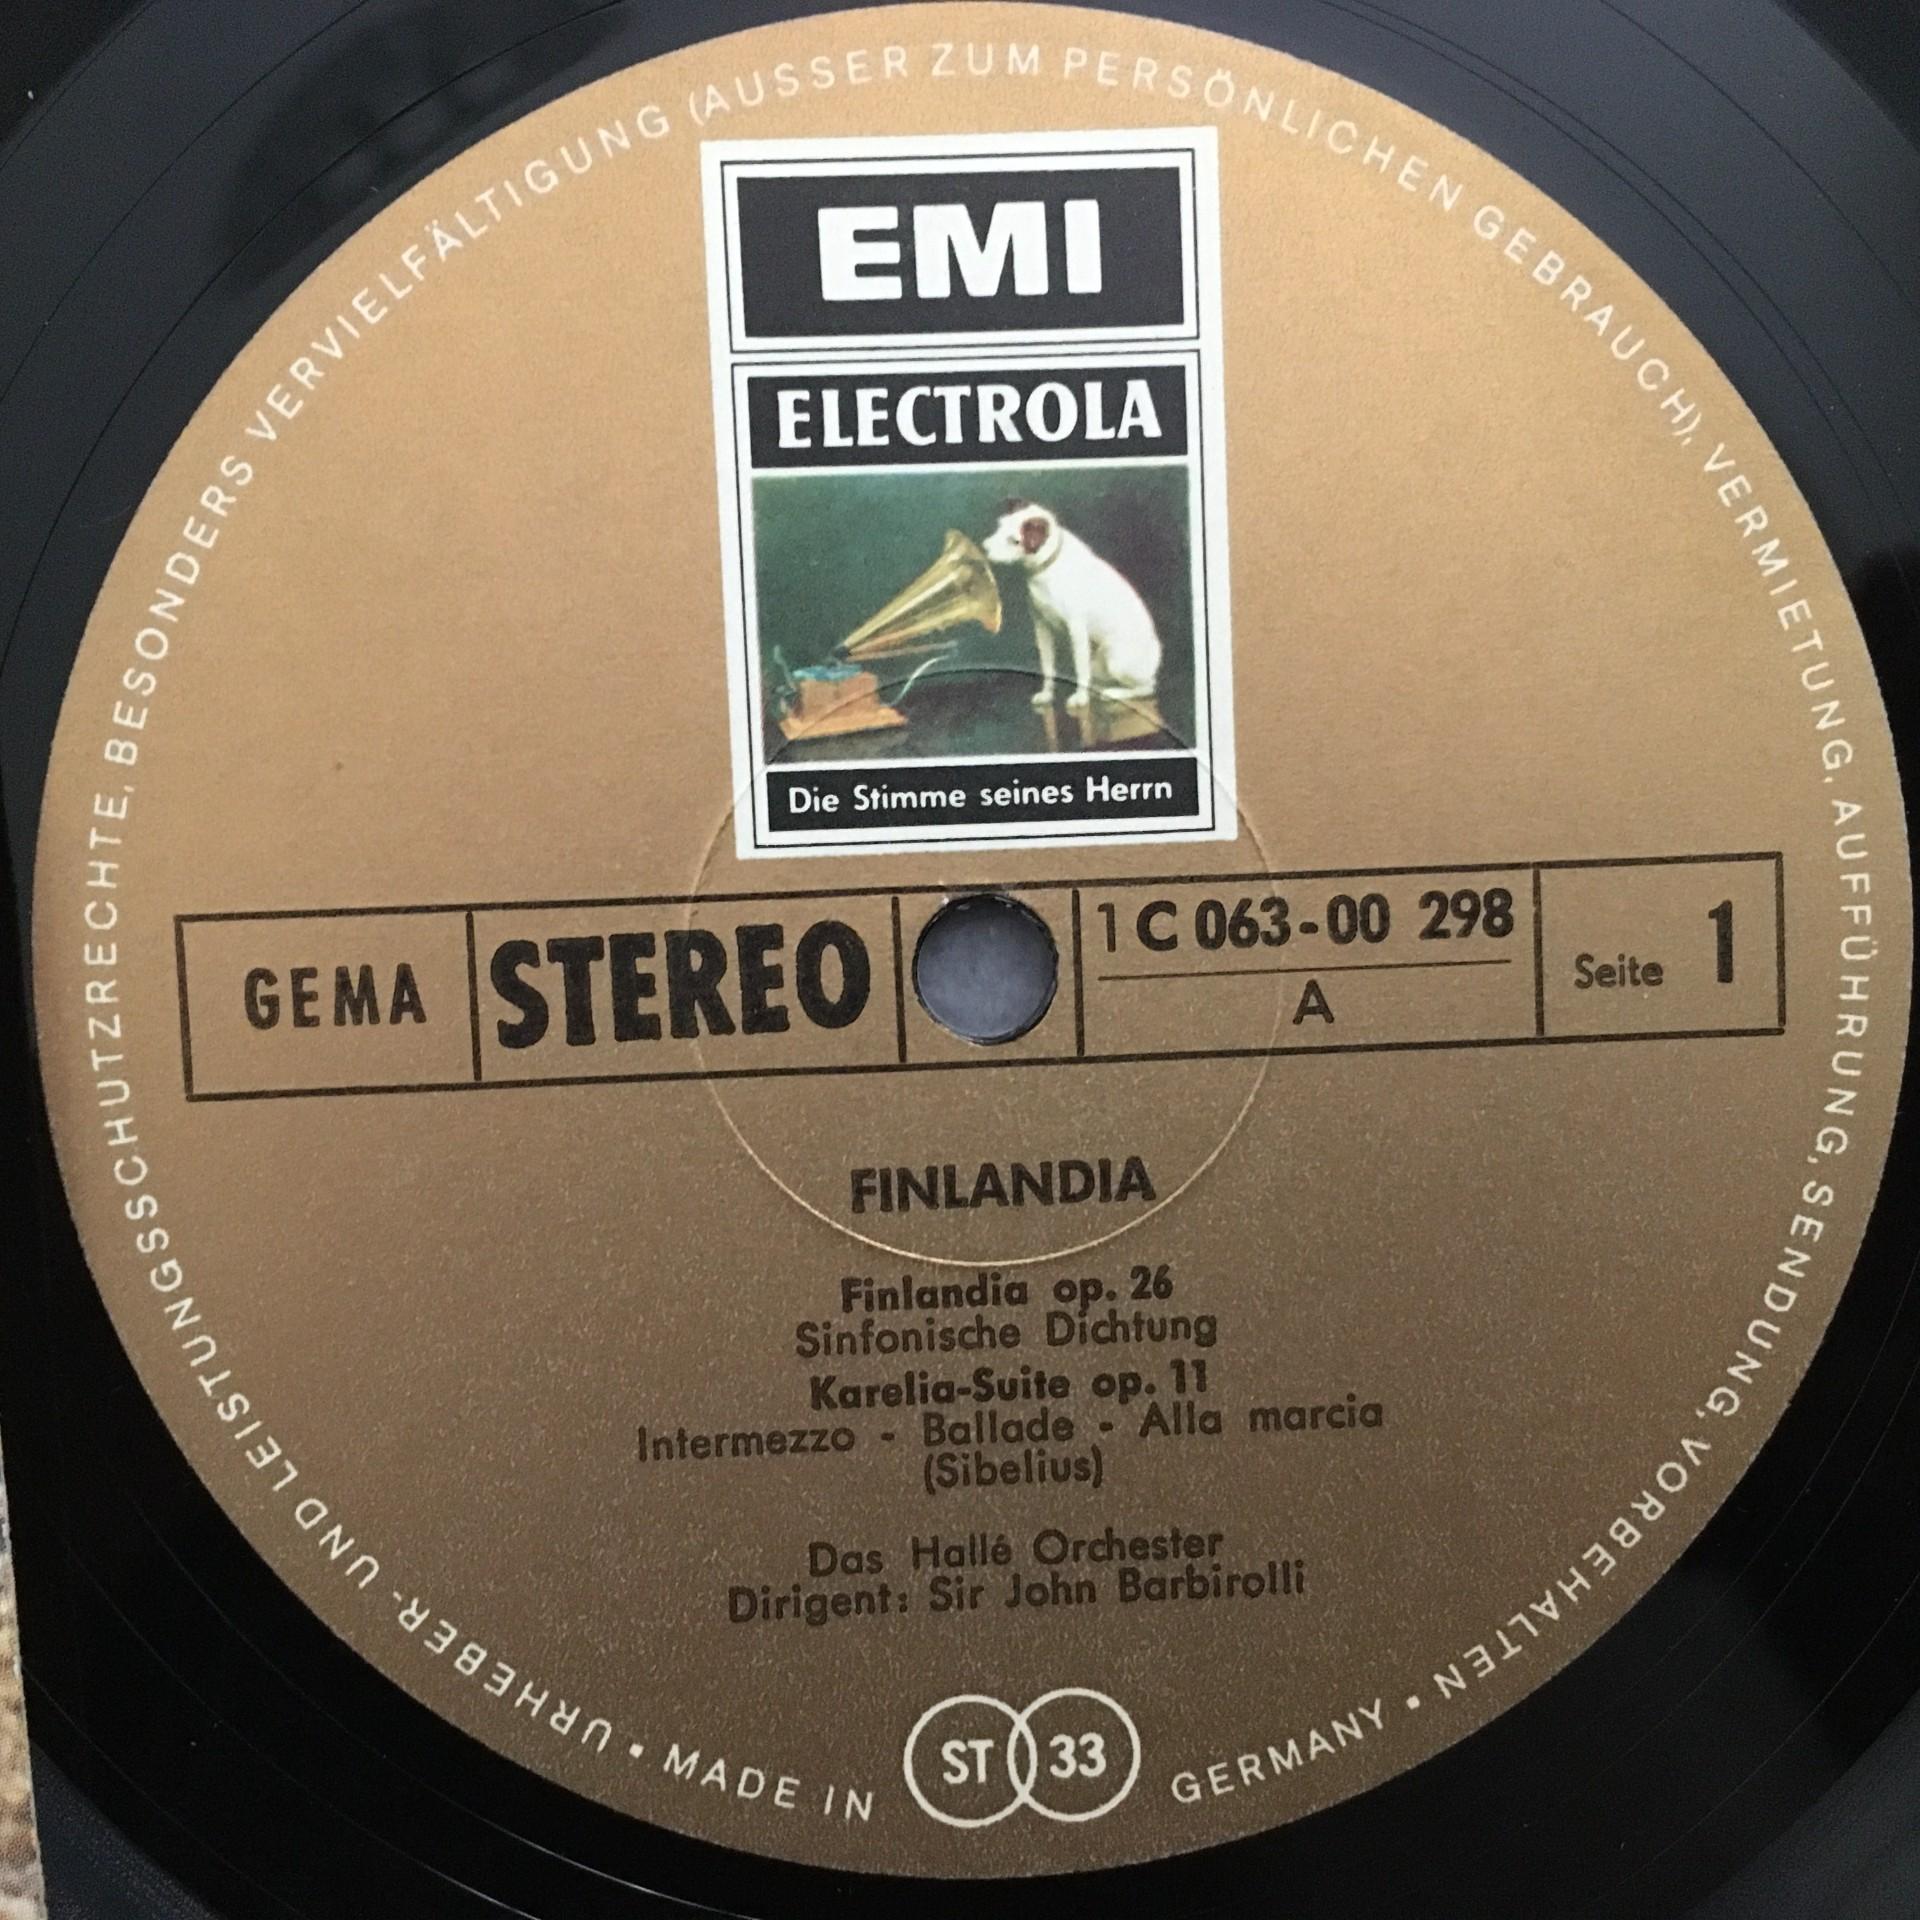 URHEBER- UND LEISTUNGSSCHUTZRECHTE, BESONDERS VERVIELFÄLTIGUNG (AUSSER ZUM PERSÖNLICHEN GEBRAUCH), VERMIETUNG, AUFFÜHRUNG, SENDUNG, VORBEHALTEN
EMI
ELECTROLA
Die Stimme seines Herrn
GEMA
STEREO
1 C 063-00 298
A
Seite 1
FINLANDIA
Finlandia op. 26
Sinfonische Dichtung
Karelia-Suite op. 11
Intermezzo - Ballade - Alla marcia
(Sibelius)
Das Hallé Orchester
Dirigent: Sir John Barbirolli
• MADE IN ST 33 GERMANY •